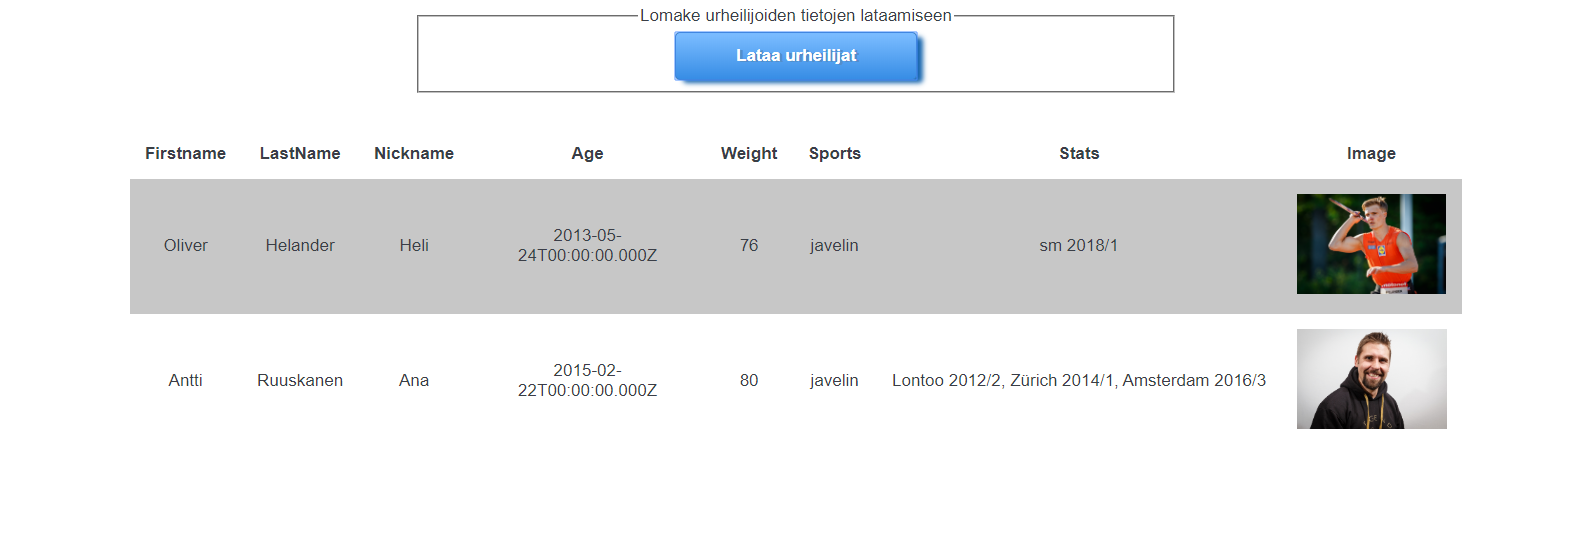 Lomake urheilijoiden tietojen lataamiseen
Lataa urheilijat
Firstname LastName Nickname Age Weight Sports Stats Image
Oliver Helander Heli 2013-05-24T00:00:00.000Z 76 javelin sm 2018/1
Antti Ruuskanen Ana 2015-02-22T00:00:00.000Z 80 javelin Lontoo 2012/2, Zürich 2014/1, Amsterdam 2016/3